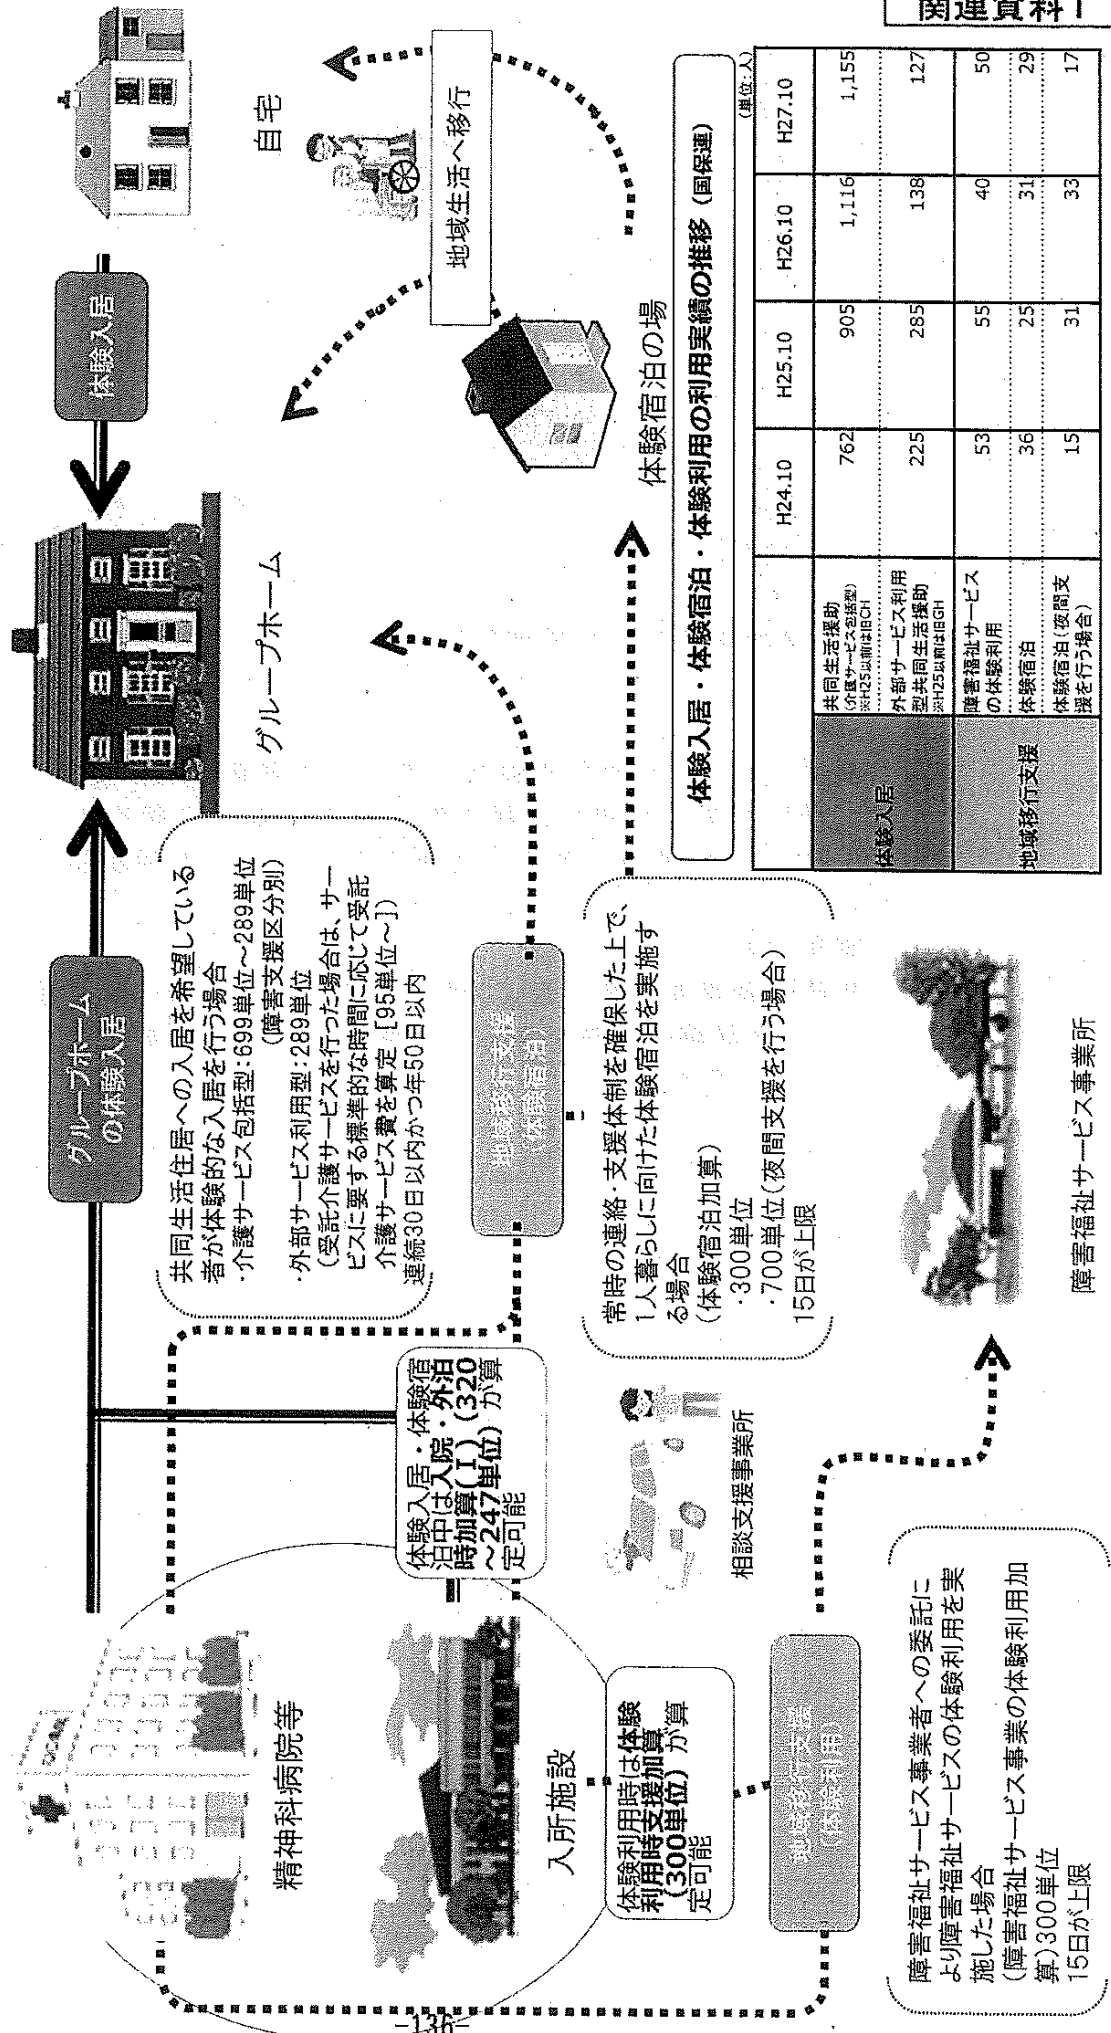 関連資料1
精神科病院等
入所施設
グループホーム
の体験入居
共同生活住居への入居を希望している
者が体験的な入居を行う場合
・介護サービス包括型:699単位~289単位
(障害支援区分別)
・外部サービス利用型:289単位
(受託介護サービスを行った場合は、サー
ビスに要する標準的な時間に応じて受託
介護サービス費を算定 [95単位~])
連続30日以内かつ年50日以内
グループホーム
体験入居
自宅
地域生活へ移行
体験入居・体験宿
泊中は入院・外泊
時加算(Ⅰ)(320
~247単位)が算
定可能
地域移行支援
(体験宿泊)
常時の連絡・支援体制を確保した上で、
1人暮らしに向けた体験宿泊を実施す
る場合
(体験宿泊加算)
・300単位
・700単位(夜間支援を行う場合)
15日が上限
体験宿泊の場
体験利用時は体験
利用時支援加算
(300単位)が算
定可能
相談支援事業所
地域移行支援
(体験利用)
障害福祉サービス事業者への委託に
より障害福祉サービスの体験利用を実
施した場合
(障害福祉サービス事業の体験利用加
算)300単位
15日が上限
障害福祉サービス事業所
体験入居・体験宿泊・体験利用の利用実績の推移(国保連)
(単位:人)
H24.10 H25.10 H26.10 H27.10
体験入居
共同生活援助
(介護サービス包括型)
※H25以前は旧CH
762 905 1,116 1,155
外部サービス利用
型共同生活援助
※H25以前は旧GH
225 285 138 127
地域移行支援
障害福祉サービス
の体験利用
53 55 40 50
体験宿泊 36 25 31 29
体験宿泊(夜間支
援を行う場合)
15 31 33 17
-136-